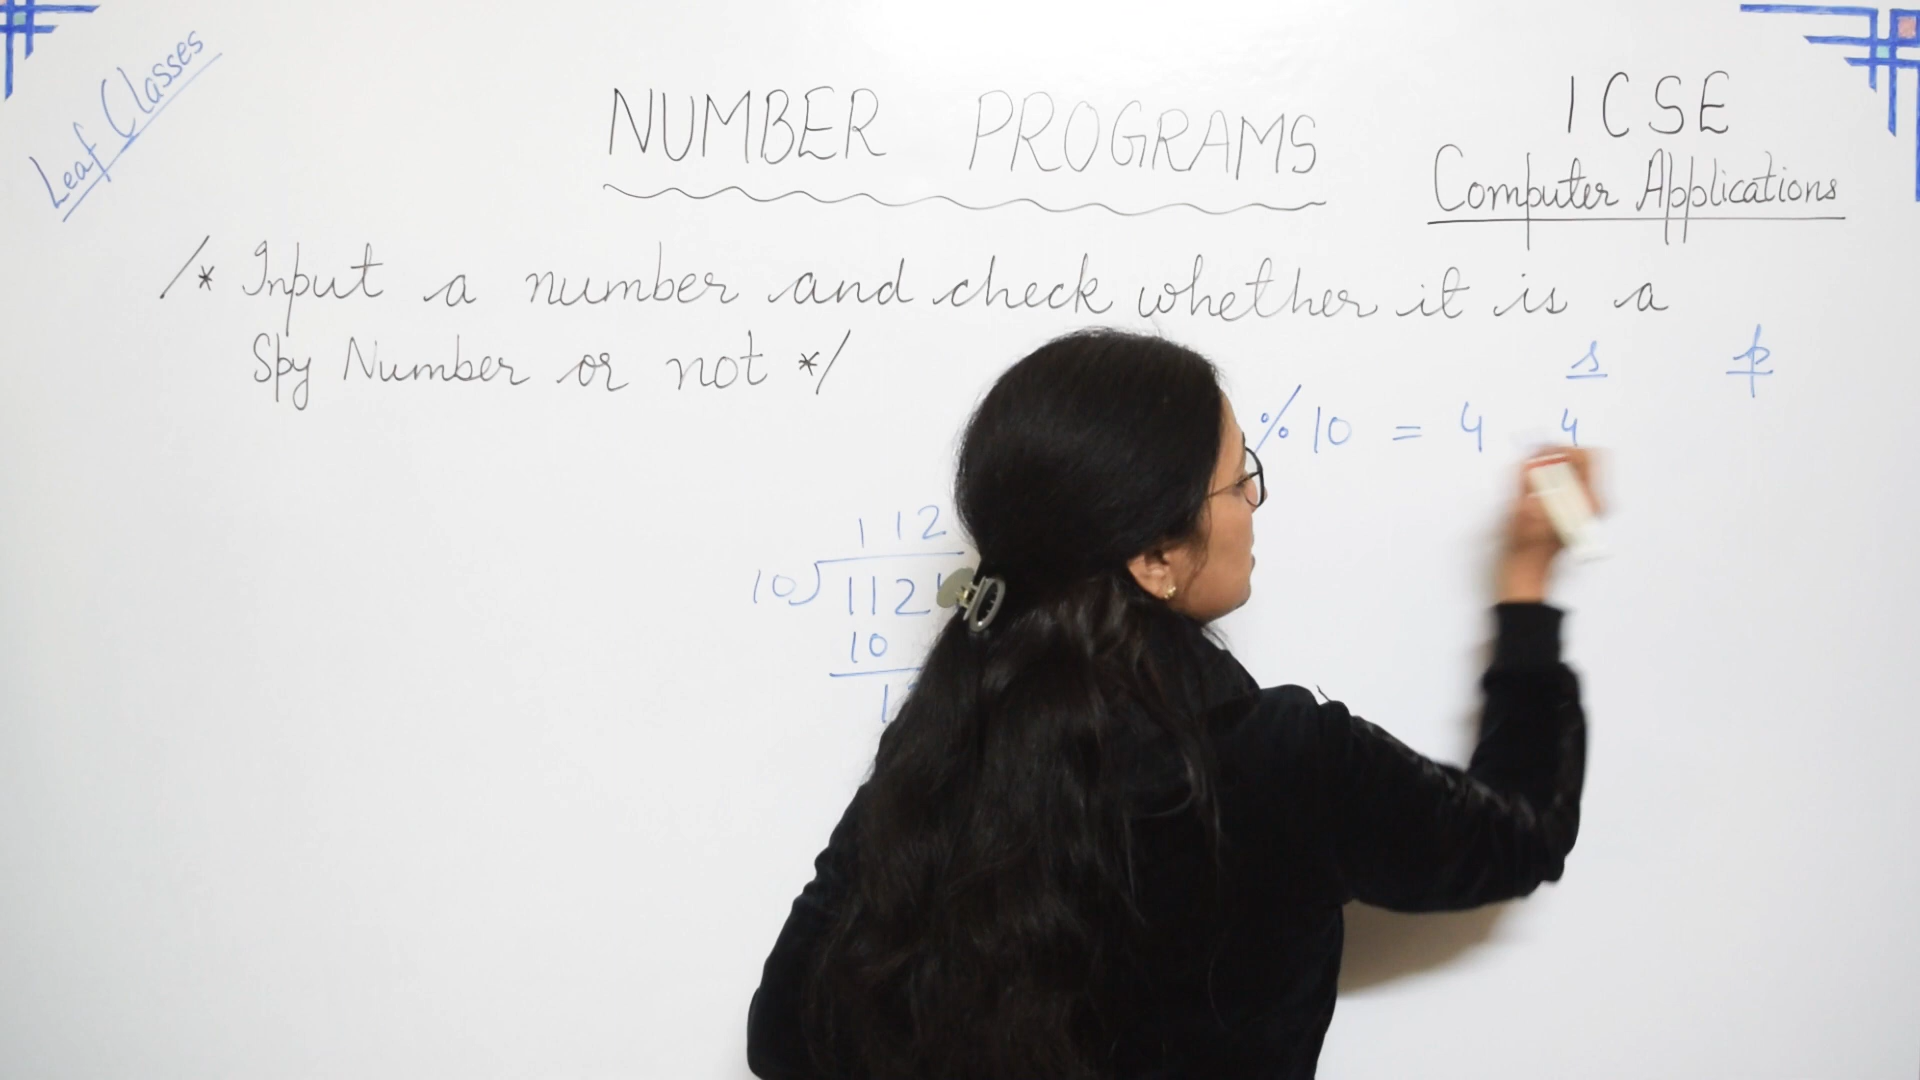 Leaf Classes
NUMBER PROGRAMS
ICSE
Computer Applications
/* Input a number and check whether it is a
Spy Number or not */
s p
% 10 = 4 4
112
10) 112
10
1